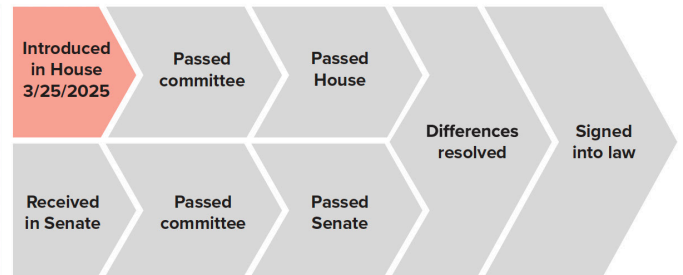 Introduced
in House
3/25/2025
Passed
committee
Passed
House
Differences
resolved
Signed
into law
Received
in Senate
Passed
committee
Passed
Senate